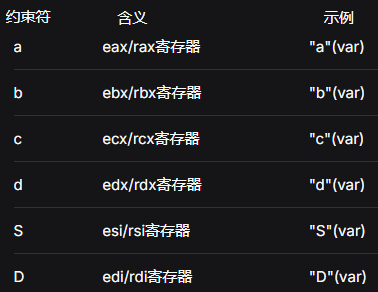 约束符 含义 示例
a eax/rax寄存器 "a"(var)
b ebx/rbx寄存器 "b"(var)
c ecx/rcx寄存器 "c"(var)
d edx/rdx寄存器 "d"(var)
S esi/rsi寄存器 "S"(var)
D edi/rdi寄存器 "D"(var)